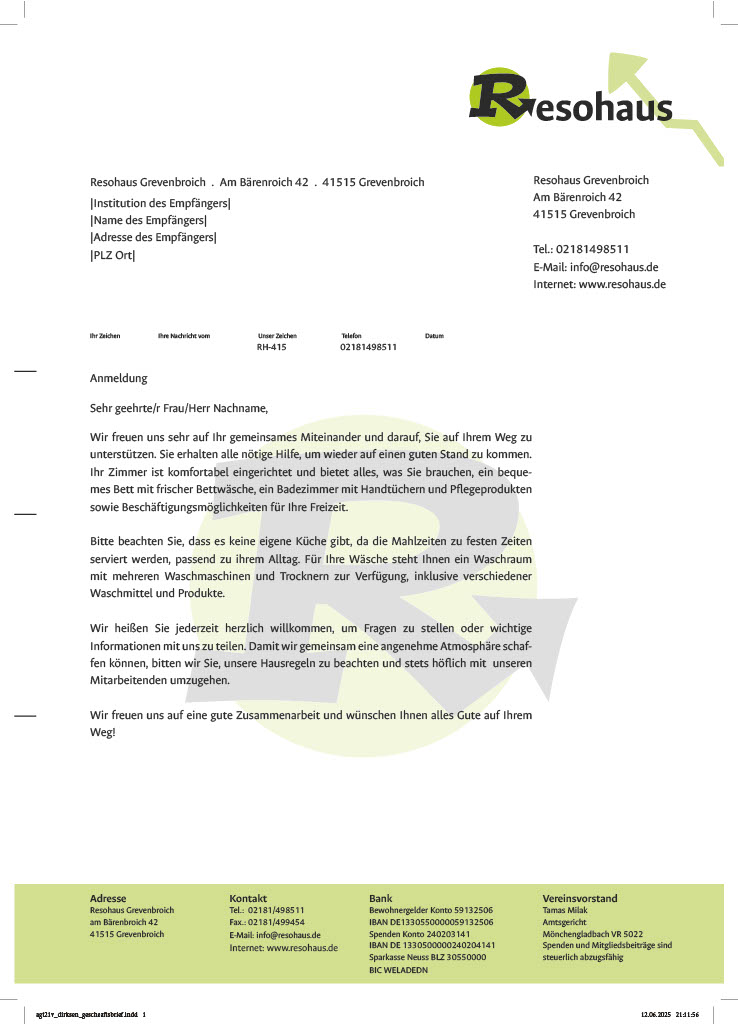 Resohaus
Resohaus Grevenbroich . Am Bärenroich 42 . 41515 Grevenbroich
|Institution des Empfängers|
|Name des Empfängers|
|Adresse des Empfängers|
|PLZ Ort|
Resohaus Grevenbroich
Am Bärenroich 42
41515 Grevenbroich
Tel.: 02181498511
E-Mail: info@resohaus.de
Internet: www.resohaus.de
Ihr Zeichen Ihre Nachricht vom Unser Zeichen Telefon Datum
RH-415 02181498511
Anmeldung
Sehr geehrte/r Frau/Herr Nachname,
Wir freuen uns sehr auf Ihr gemeinsames Miteinander und darauf, Sie auf Ihrem Weg zu
unterstützen. Sie erhalten alle nötige Hilfe, um wieder auf einen guten Stand zu kommen.
Ihr Zimmer ist komfortabel eingerichtet und bietet alles, was Sie brauchen, ein beque-
mes Bett mit frischer Bettwäsche, ein Badezimmer mit Handtüchern und Pflegeprodukten
sowie Beschäftigungsmöglichkeiten für Ihre Freizeit.
Bitte beachten Sie, dass es keine eigene Küche gibt, da die Mahlzeiten zu festen Zeiten
serviert werden, passend zu ihrem Alltag. Für Ihre Wäsche steht Ihnen ein Waschraum
mit mehreren Waschmaschinen und Trocknern zur Verfügung, inklusive verschiedener
Waschmittel und Produkte.
Wir heißen Sie jederzeit herzlich willkommen, um Fragen zu stellen oder wichtige
Informationen mit uns zu teilen. Damit wir gemeinsam eine angenehme Atmosphäre schaf-
fen können, bitten wir Sie, unsere Hausregeln zu beachten und stets höflich mit unseren
Mitarbeitenden umzugehen.
Wir freuen uns auf eine gute Zusammenarbeit und wünschen Ihnen alles Gute auf Ihrem
Weg!
R
Adresse
Resohaus Grevenbroich
am Bärenbroich 42
41515 Grevenbroich
Kontakt
Tel.: 02181/498511
Fax.: 02181/499454
E-Mail: info@resohaus.de
Internet: www.resohaus.de
Bank
Bewohnergelder Konto 59132506
IBAN DE1330550000059132506
Spenden Konto 240203141
IBAN DE 1330500000240204141
Sparkasse Neuss BLZ 30550000
BIC WELADEDN
Vereinsvorstand
Tamas Milak
Amtsgericht
Mönchengladbach VR 5022
Spenden und Mitgliedsbeiträge sind
steuerlich abzugsfähig
agt21v_dirksen_geschaeftsbrief.indd 1 12.06.2025 21:11:56